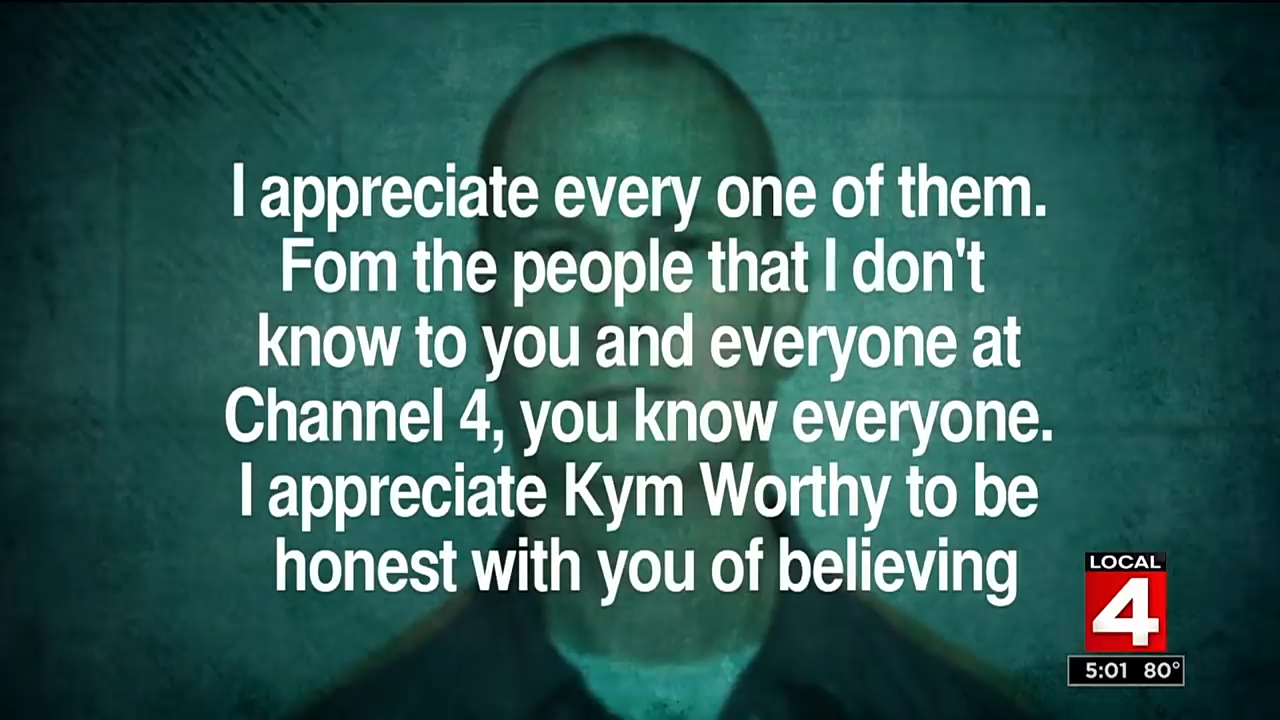 I appreciate every one of them.
Fom the people that I don't
know to you and everyone at
Channel 4, you know everyone.
I appreciate Kym Worthy to be
honest with you of believing
LOCAL
4
5:01 80°